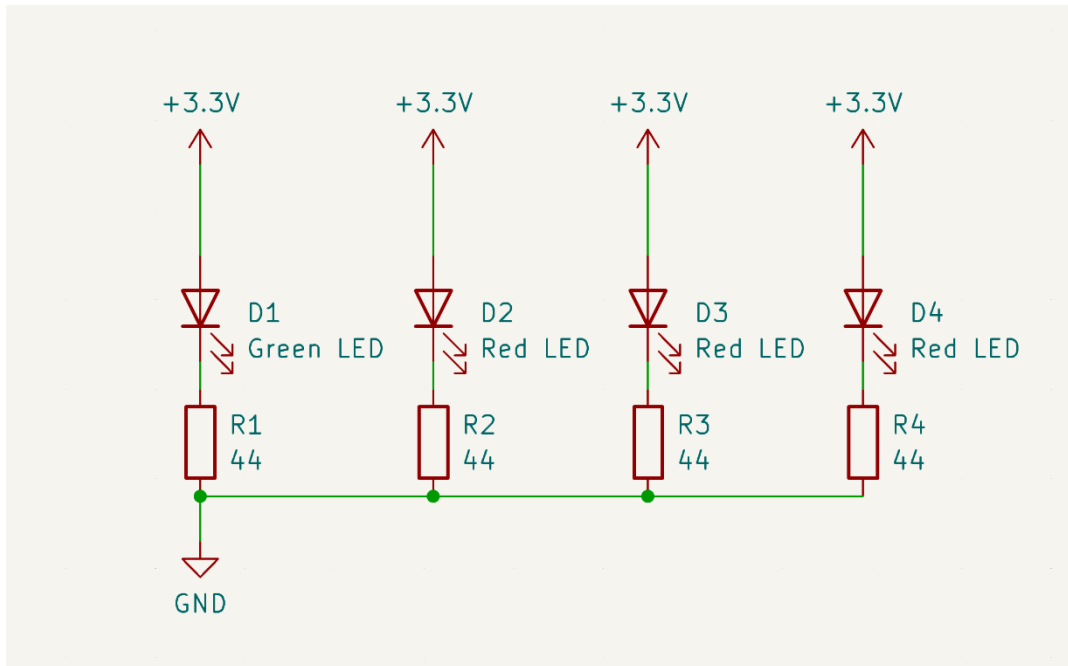 +3.3V
+3.3V
+3.3V
+3.3V
D1
Green LED
D2
Red LED
D3
Red LED
D4
Red LED
R1
44
R2
44
R3
44
R4
44
GND